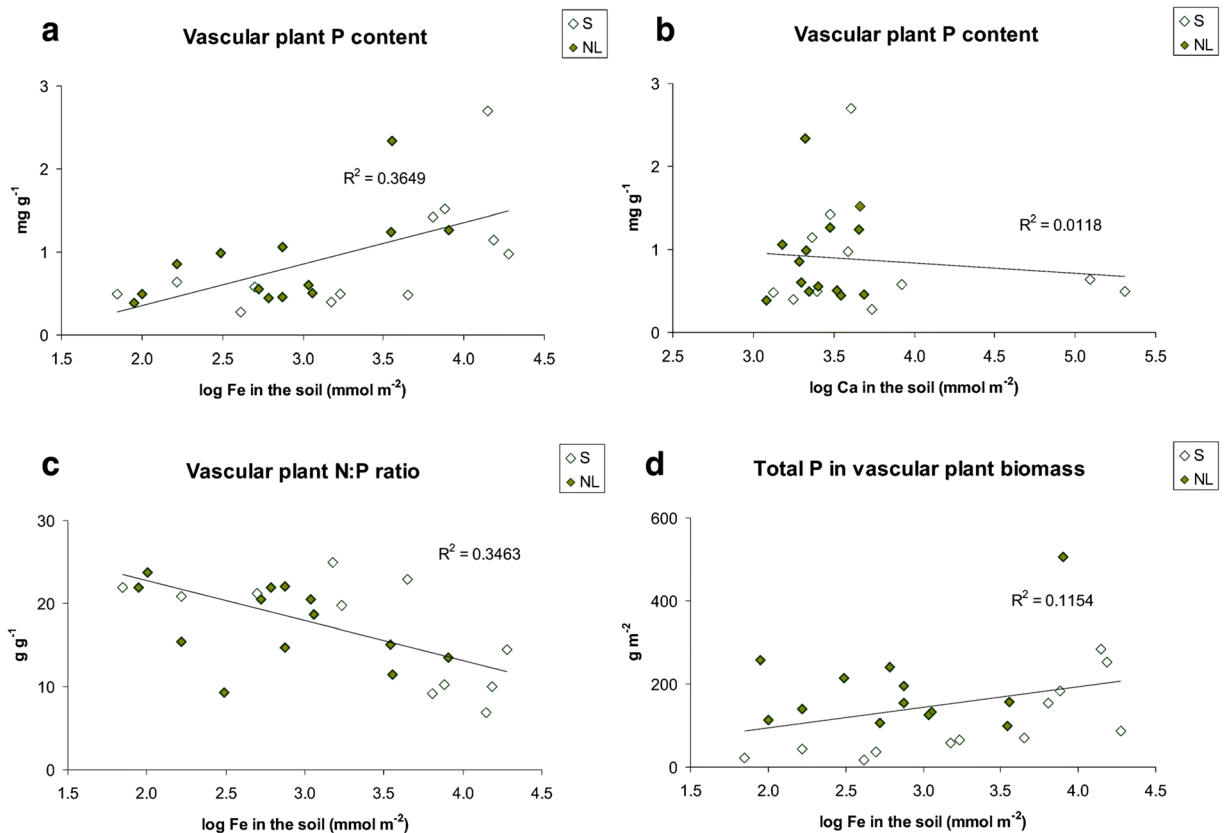 a
Vascular plant P content
S
NL
3
2
1
0
mg g⁻¹
R² = 0.3649
1.5 2.0 2.5 3.0 3.5 4.0 4.5
log Fe in the soil (mmol m⁻²)
b
Vascular plant P content
S
NL
3
2
1
0
mg g⁻¹
R² = 0.0118
2.5 3.0 3.5 4.0 4.5 5.0 5.5
log Ca in the soil (mmol m⁻²)
c
Vascular plant N:P ratio
S
NL
30
20
10
0
g g⁻¹
R² = 0.3463
1.5 2.0 2.5 3.0 3.5 4.0 4.5
log Fe in the soil (mmol m⁻²)
d
Total P in vascular plant biomass
S
NL
600
400
200
0
g m⁻²
R² = 0.1154
1.5 2.0 2.5 3.0 3.5 4.0 4.5
log Fe in the soil (mmol m⁻²)